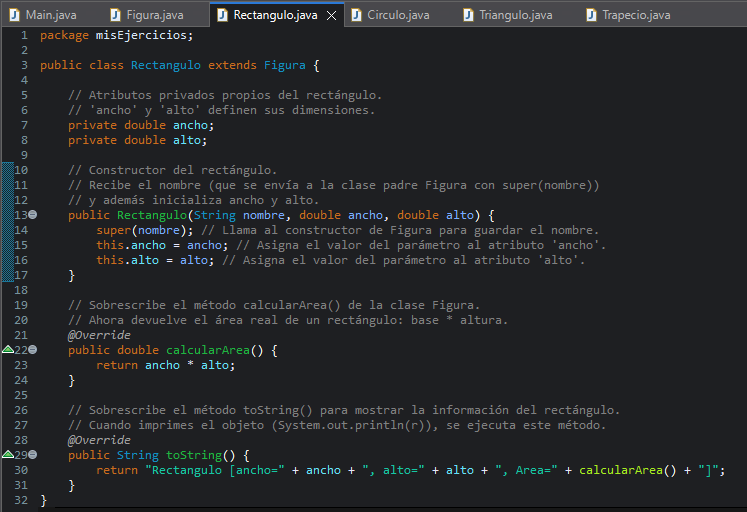 Main.java Figura.java Rectangulo.java Circulo.java Triangulo.java Trapecio.java
1 package misEjercicios;
2
3 public class Rectangulo extends Figura {
4
5     // Atributos privados propios del rectángulo.
6     // 'ancho' y 'alto' definen sus dimensiones.
7     private double ancho;
8     private double alto;
9
10     // Constructor del rectángulo.
11     // Recibe el nombre (que se envía a la clase padre Figura con super(nombre))
12     // y además inicializa ancho y alto.
13     public Rectangulo(String nombre, double ancho, double alto) {
14         super(nombre); // Llama al constructor de Figura para guardar el nombre.
15         this.ancho = ancho; // Asigna el valor del parámetro al atributo 'ancho'.
16         this.alto = alto; // Asigna el valor del parámetro al atributo 'alto'.
17     }
18
19     // Sobrescribe el método calcularArea() de la clase Figura.
20     // Ahora devuelve el área real de un rectángulo: base * altura.
21     @Override
22     public double calcularArea() {
23         return ancho * alto;
24     }
25
26     // Sobrescribe el método toString() para mostrar la información del rectángulo.
27     // Cuando imprimes el objeto (System.out.println(r)), se ejecuta este método.
28     @Override
29     public String toString() {
30         return "Rectangulo [ancho=" + ancho + ", alto=" + alto + ", Area=" + calcularArea() + "]";
31     }
32 }